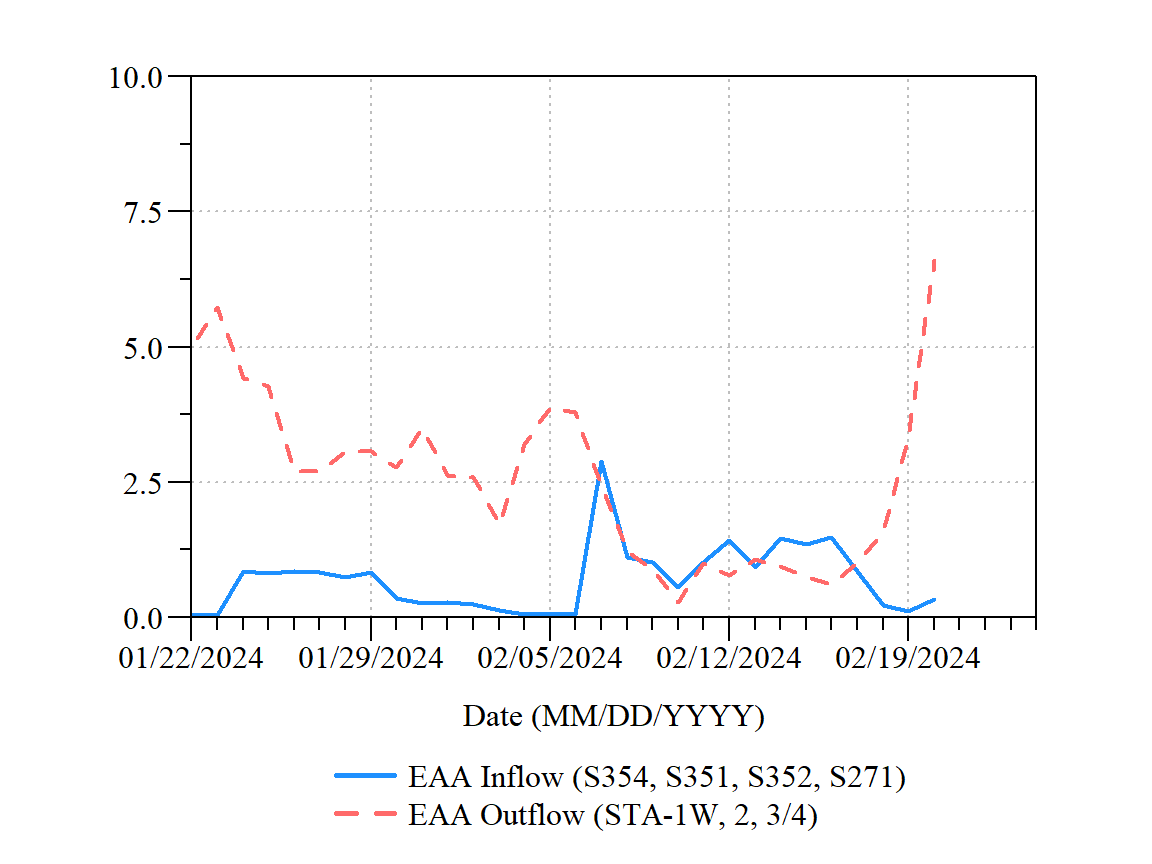 10.0
7.5
5.0
2.5
0.0
01/22/2024 01/29/2024 02/05/2024 02/12/2024 02/19/2024
Date (MM/DD/YYYY)
EAA Inflow (S354, S351, S352, S271)
EAA Outflow (STA-1W, 2, 3/4)